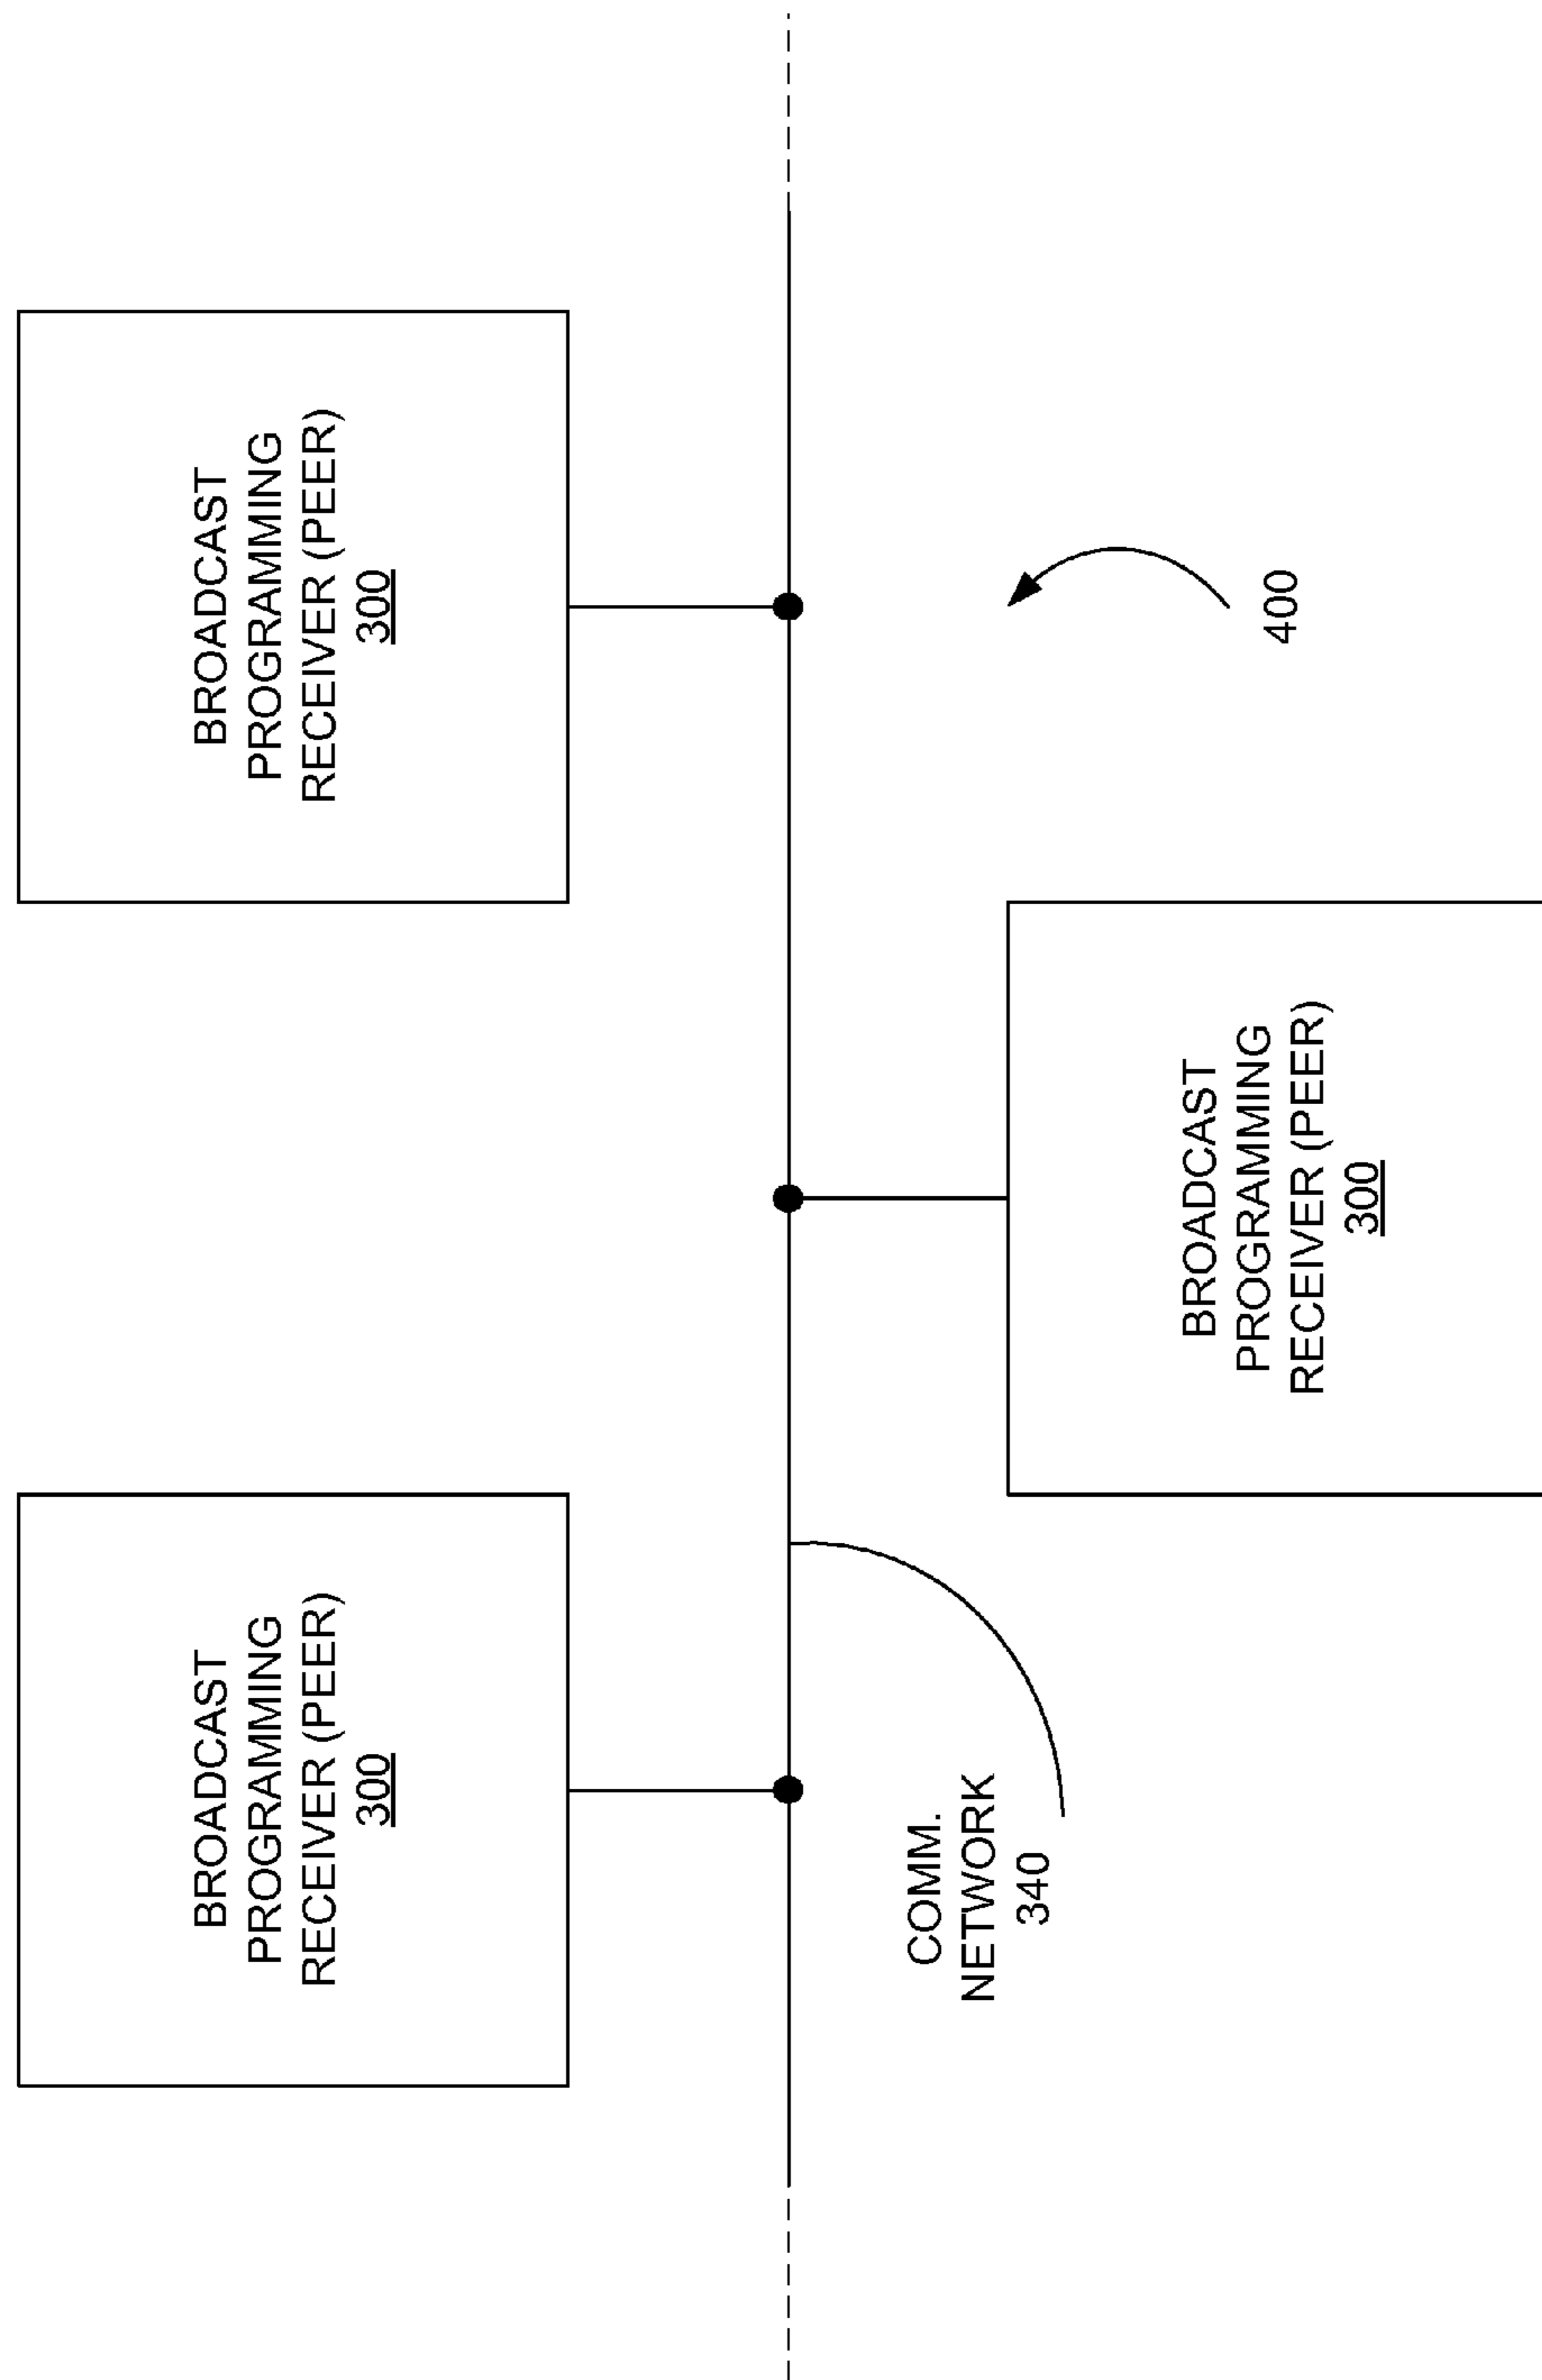 BROADCAST
PROGRAMMING
RECEIVER (PEER)
300
BROADCAST
PROGRAMMING
RECEIVER (PEER)
300
COMM.
NETWORK
340
BROADCAST
PROGRAMMING
RECEIVER (PEER)
300
400